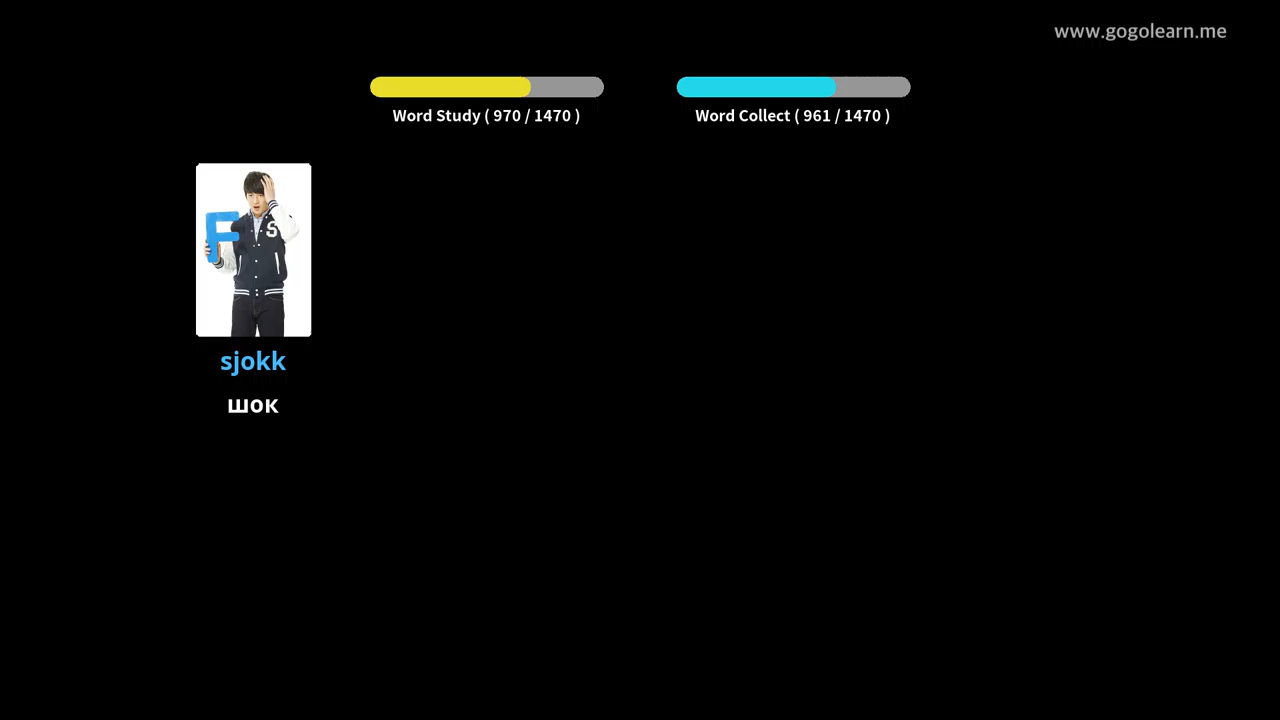 www.gogolearn.me
Word Study ( 970 / 1470 )
Word Collect ( 961 / 1470 )
F
S
sjokk
шок